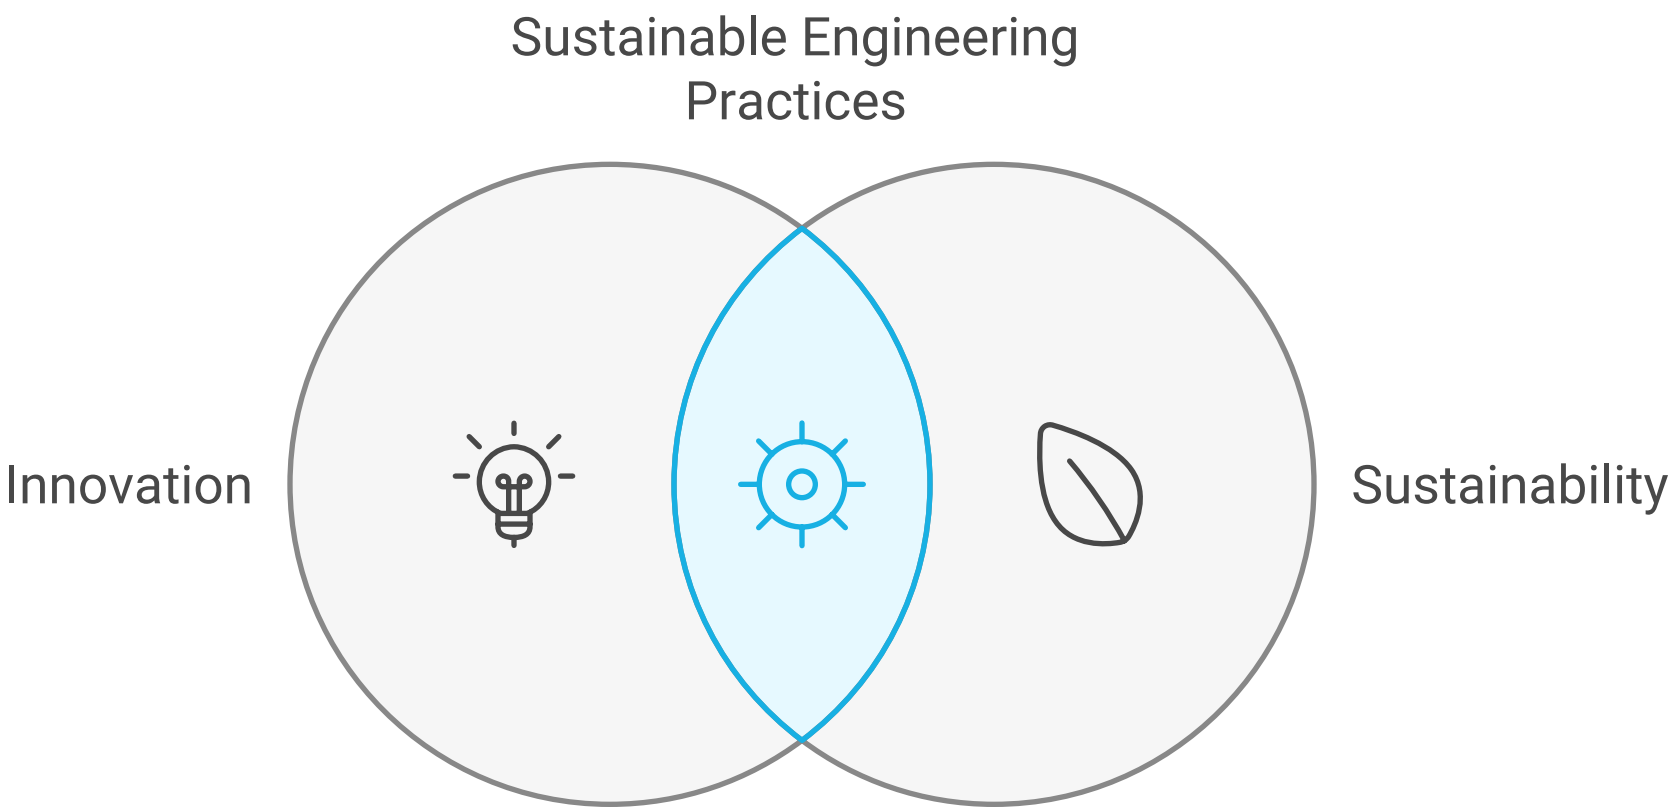 Sustainable Engineering
Practices
Innovation
Sustainability